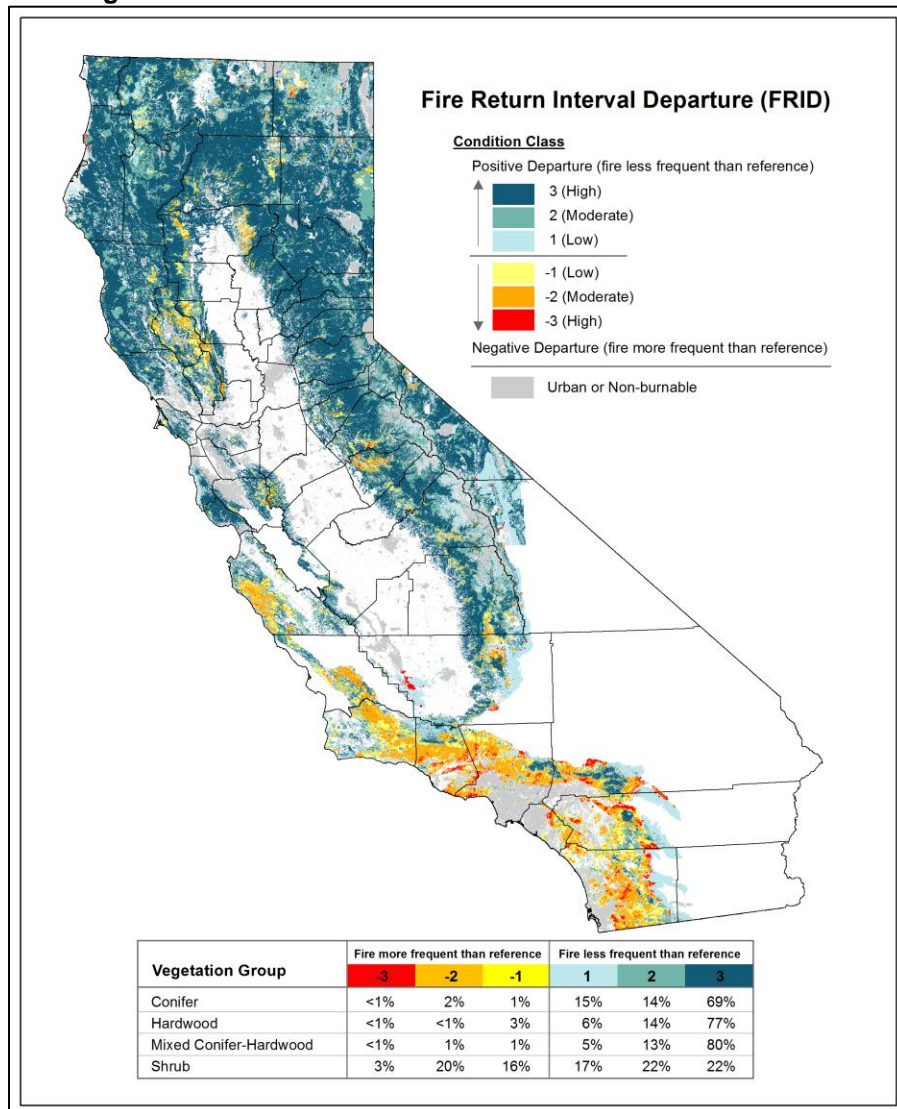 Fire Return Interval Departure (FRID)
Condition Class
Positive Departure (fire less frequent than reference)
3 (High)
2 (Moderate)
1 (Low)
-1 (Low)
-2 (Moderate)
-3 (High)
Negative Departure (fire more frequent than reference)
Urban or Non-burnable
Vegetation Group Fire more frequent than reference Fire less frequent than reference
-3 -2 -1 1 2 3
Conifer <1% 2% 1% 15% 14% 69%
Hardwood <1% <1% 3% 6% 14% 77%
Mixed Conifer-Hardwood <1% 1% 1% 5% 13% 80%
Shrub 3% 20% 16% 17% 22% 22%